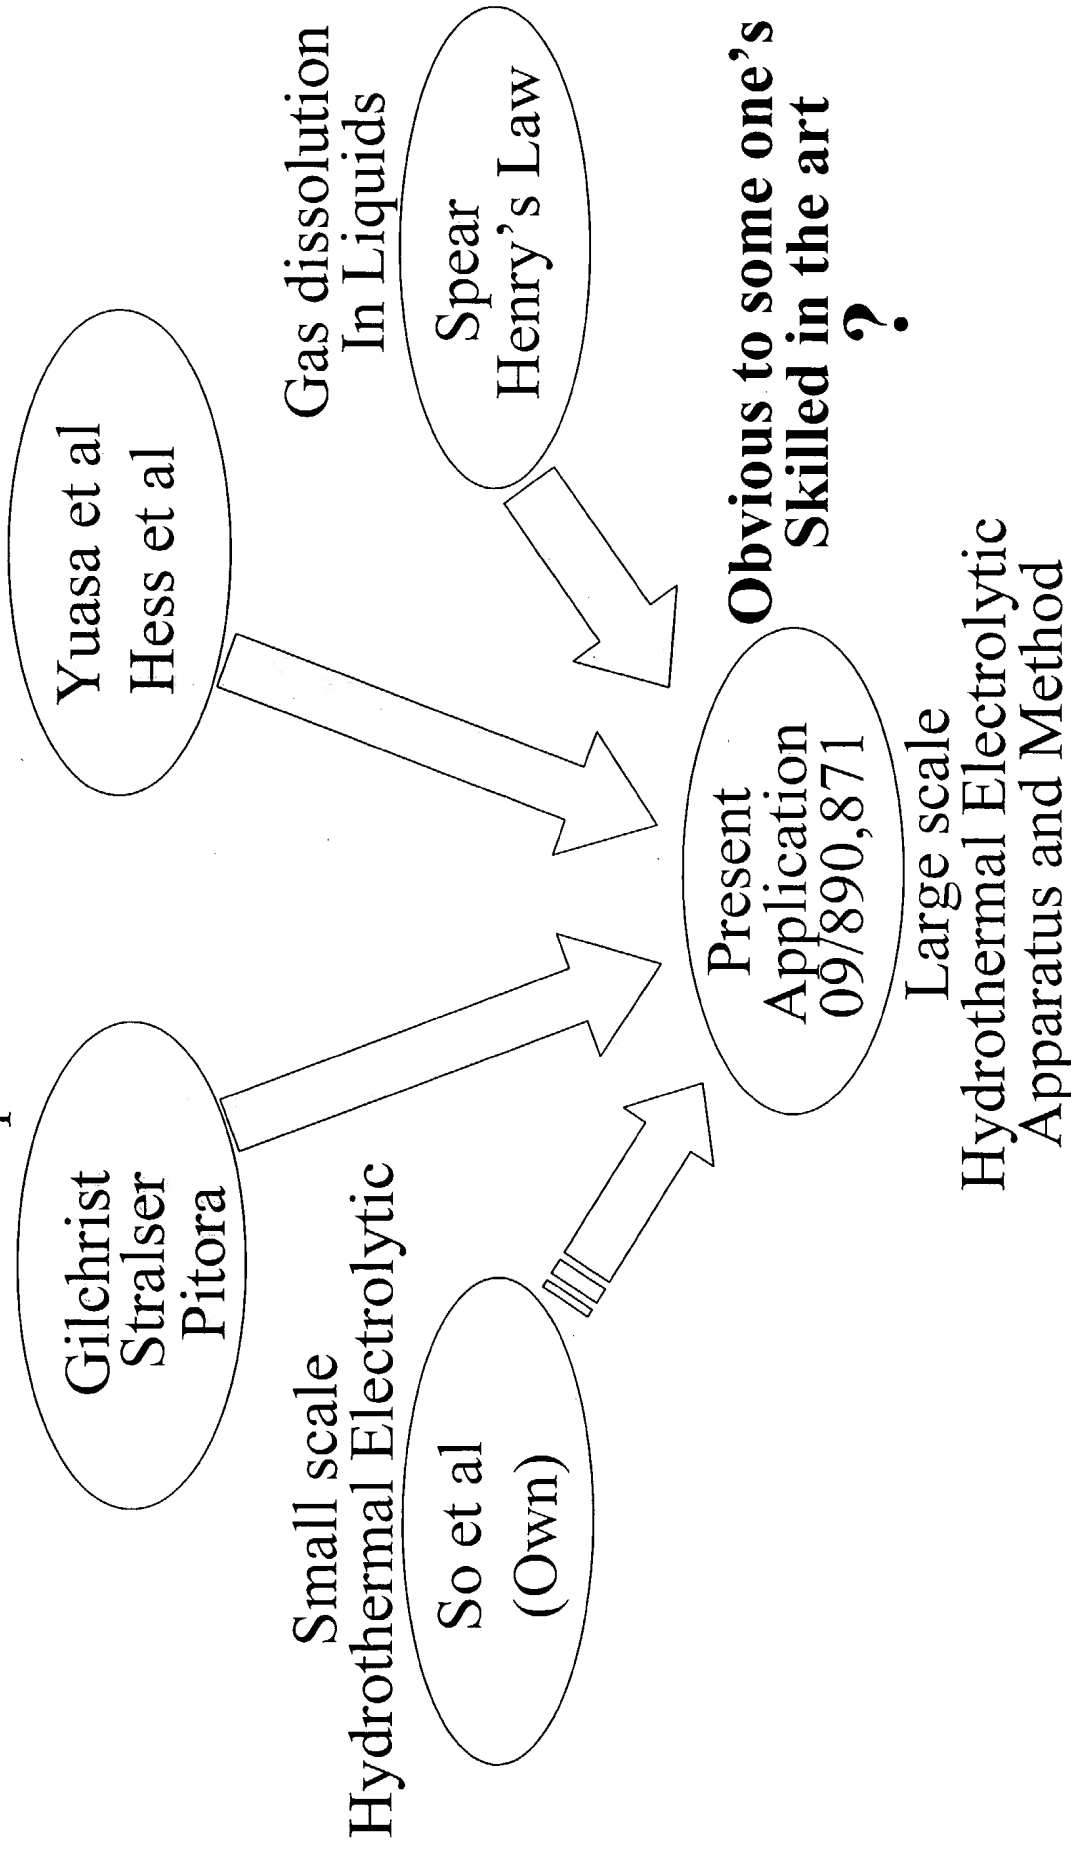 Gilchrist
Stralser
Pitora
Yuasa et al
Hess et al
Small scale
Hydrothermal Electrolytic
So et al
(Own)
Gas dissolution
In Liquids
Spear
Henry's Law
Present
Application
09/890,871
Obvious to some one's
Skilled in the art
?
Large scale
Hydrothermal Electrolytic
Apparatus and Method